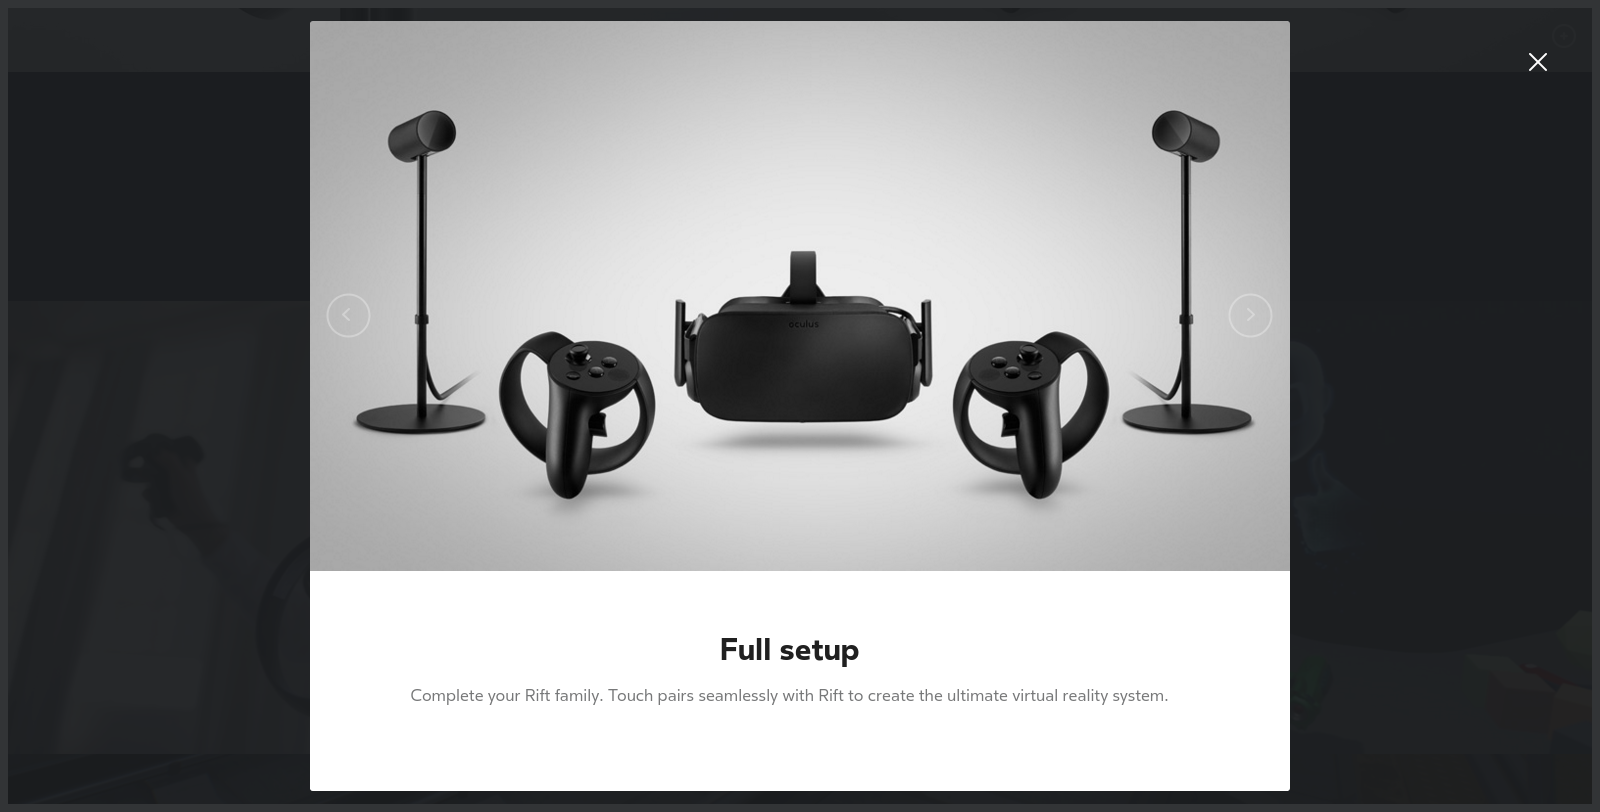 oculus
Full setup
Complete your Rift family. Touch pairs seamlessly with Rift to create the ultimate virtual reality system.